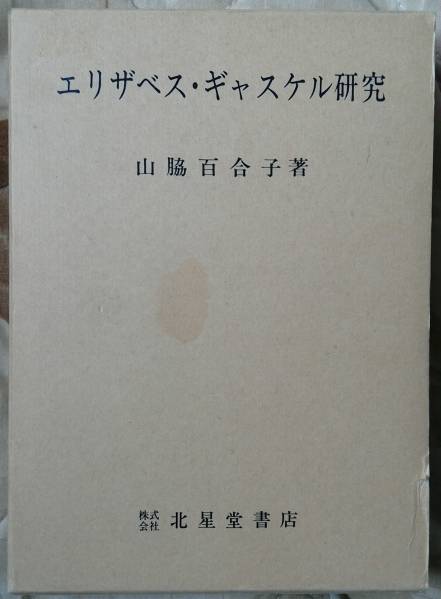 エリザベス・ギャスケル研究
山脇百合子著
株式会社 北星堂書店